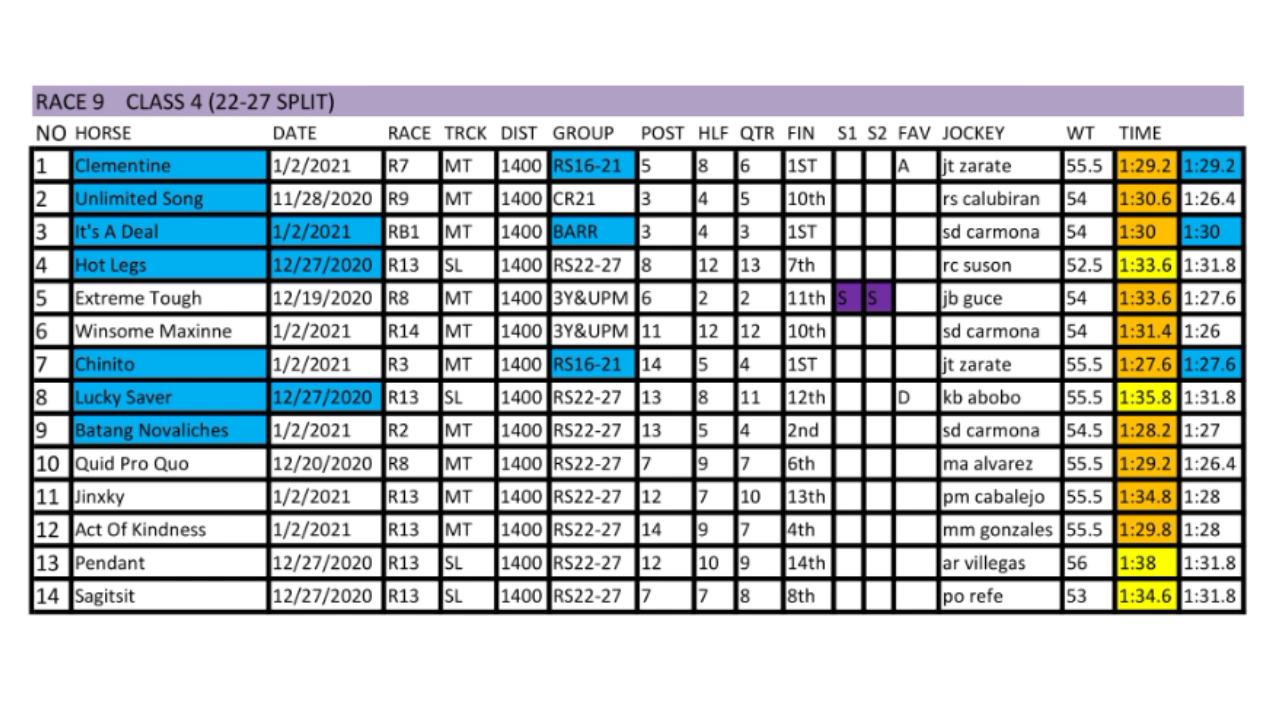 RACE 9 CLASS 4 (22-27 SPLIT)
NO HORSE DATE RACE TRCK DIST GROUP POST HLF QTR FIN S1 S2 FAV JOCKEY WT TIME
1 Clementine 1/2/2021 R7 MT 1400 RS16-21 5 8 6 1ST A jt zarate 55.5 1:29.2 1:29.2
2 Unlimited Song 11/28/2020 R9 MT 1400 CR21 3 4 5 10th rs calubiran 54 1:30.6 1:26.4
3 It's A Deal 1/2/2021 RB1 MT 1400 BARR 3 4 3 1ST sd carmona 54 1:30 1:30
4 Hot Legs 12/27/2020 R13 SL 1400 RS22-27 8 12 13 7th rc suson 52.5 1:33.6 1:31.8
5 Extreme Tough 12/19/2020 R8 MT 1400 3Y&UPM 6 2 2 11th S S jb guce 54 1:33.6 1:27.6
6 Winsome Maxinne 1/2/2021 R14 MT 1400 3Y&UPM 11 12 12 10th sd carmona 54 1:31.4 1:26
7 Chinito 1/2/2021 R3 MT 1400 RS16-21 14 5 4 1ST jt zarate 55.5 1:27.6 1:27.6
8 Lucky Saver 12/27/2020 R13 SL 1400 RS22-27 13 8 11 12th D kb abobo 55.5 1:35.8 1:31.8
9 Batang Novaliches 1/2/2021 R2 MT 1400 RS22-27 13 5 4 2nd sd carmona 54.5 1:28.2 1:27
10 Quid Pro Quo 12/20/2020 R8 MT 1400 RS22-27 7 9 7 6th ma alvarez 55.5 1:29.2 1:26.4
11 Jinxky 1/2/2021 R13 MT 1400 RS22-27 12 7 10 13th pm cabalejo 55.5 1:34.8 1:28
12 Act Of Kindness 1/2/2021 R13 MT 1400 RS22-27 14 9 7 4th mm gonzales 55.5 1:29.8 1:28
13 Pendant 12/27/2020 R13 SL 1400 RS22-27 12 10 9 14th ar villegas 56 1:38 1:31.8
14 Sagitsit 12/27/2020 R13 SL 1400 RS22-27 7 7 8 8th po refe 53 1:34.6 1:31.8